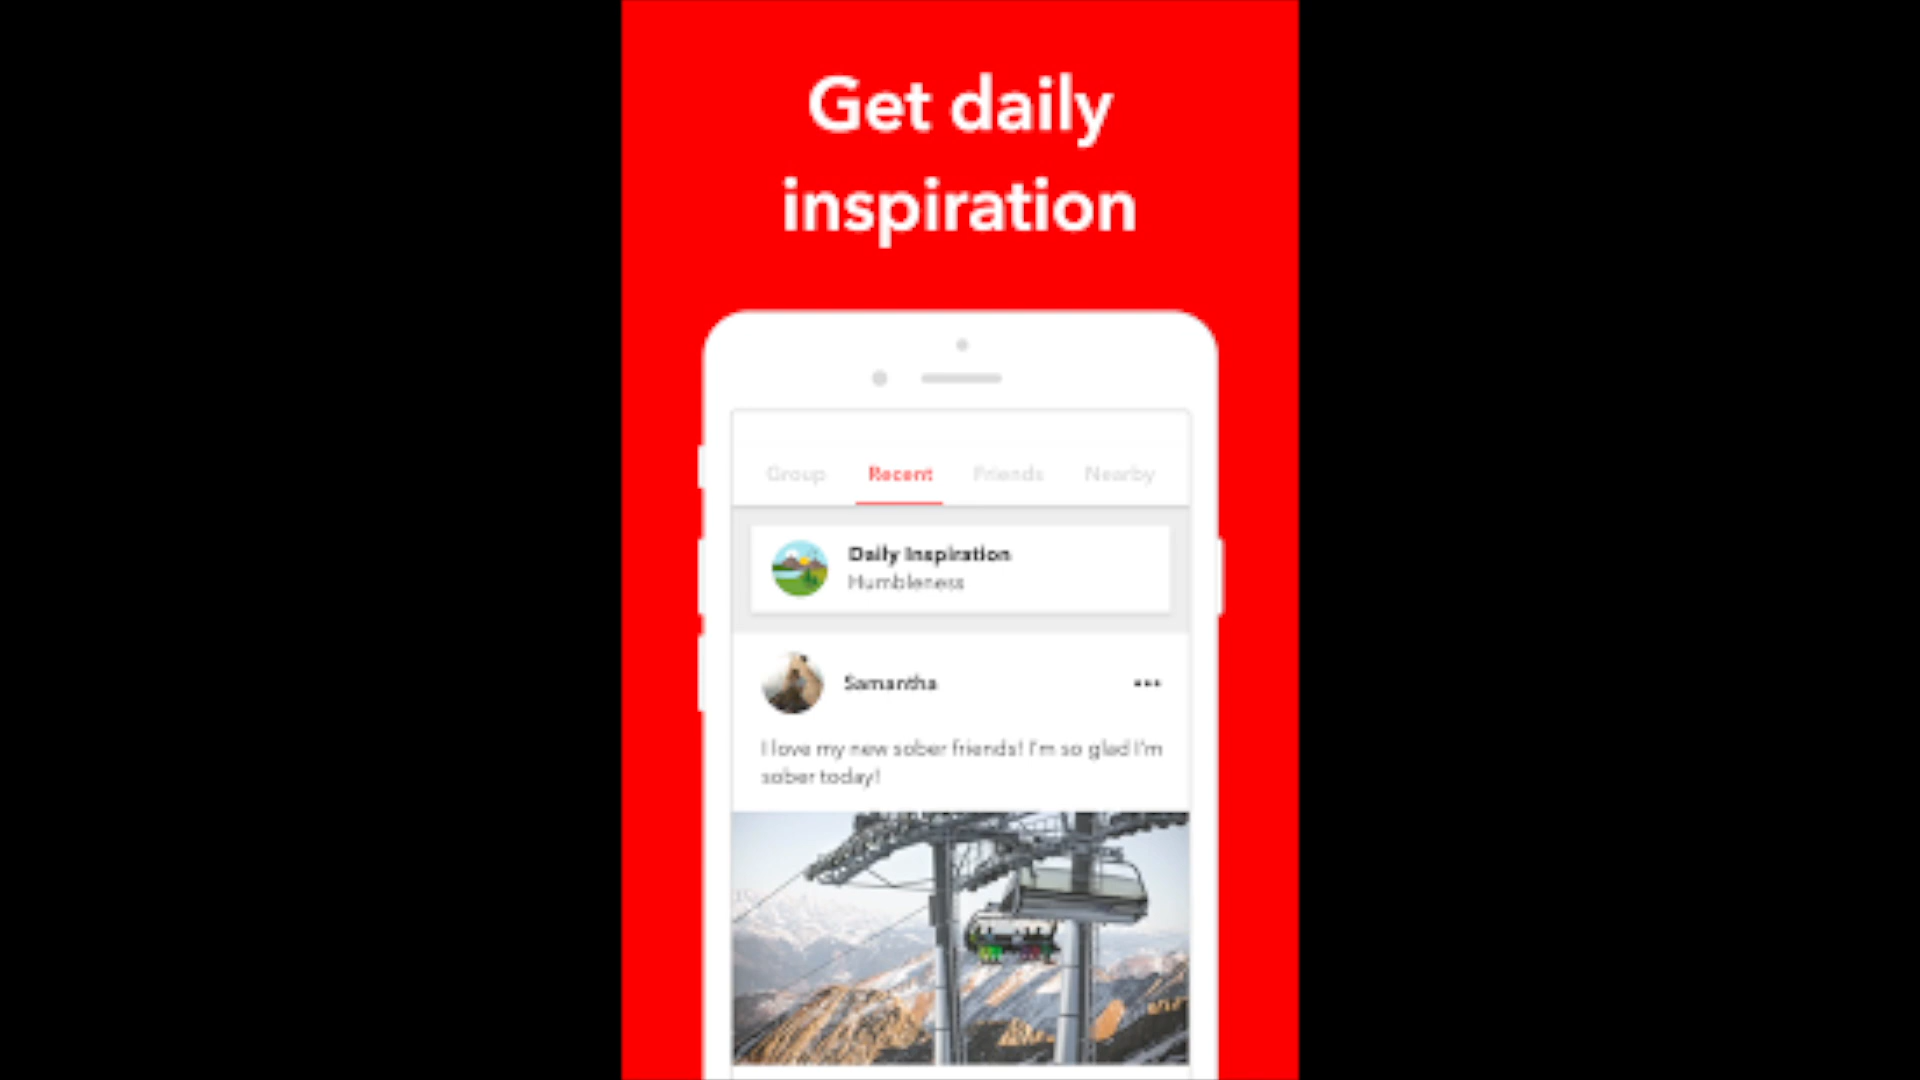 Get daily
inspiration
Group Recent Friends Nearby
Daily Inspiration
Humbleness
Samantha
I love my new sober friends! I'm so glad I'm
sober today!